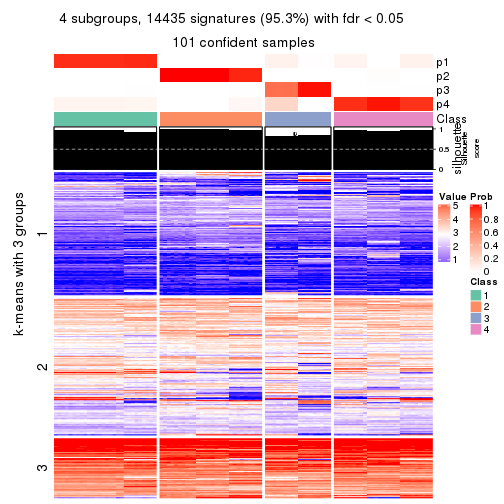 4 subgroups, 14435 signatures (95.3%) with fdr < 0.05
101 confident samples
p1
p2
p3
p4
Class
1
0.5
0
silhouette
Silhouette
score
k-means with 3 groups
1
2
3
Value
5
4
3
2
1
Prob
1
0.8
0.6
0.4
0.2
0
Class
1
2
3
4